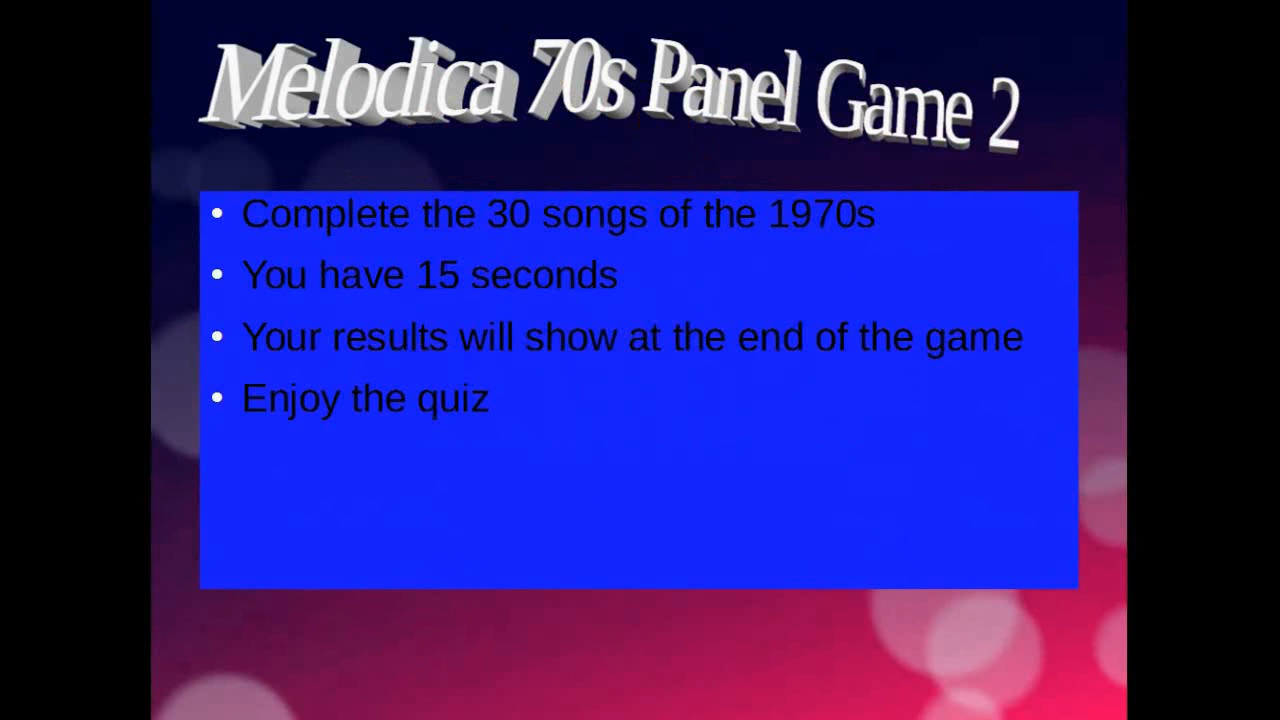 Melodica 70s Panel Game 2
• Complete the 30 songs of the 1970s
• You have 15 seconds
• Your results will show at the end of the game
• Enjoy the quiz